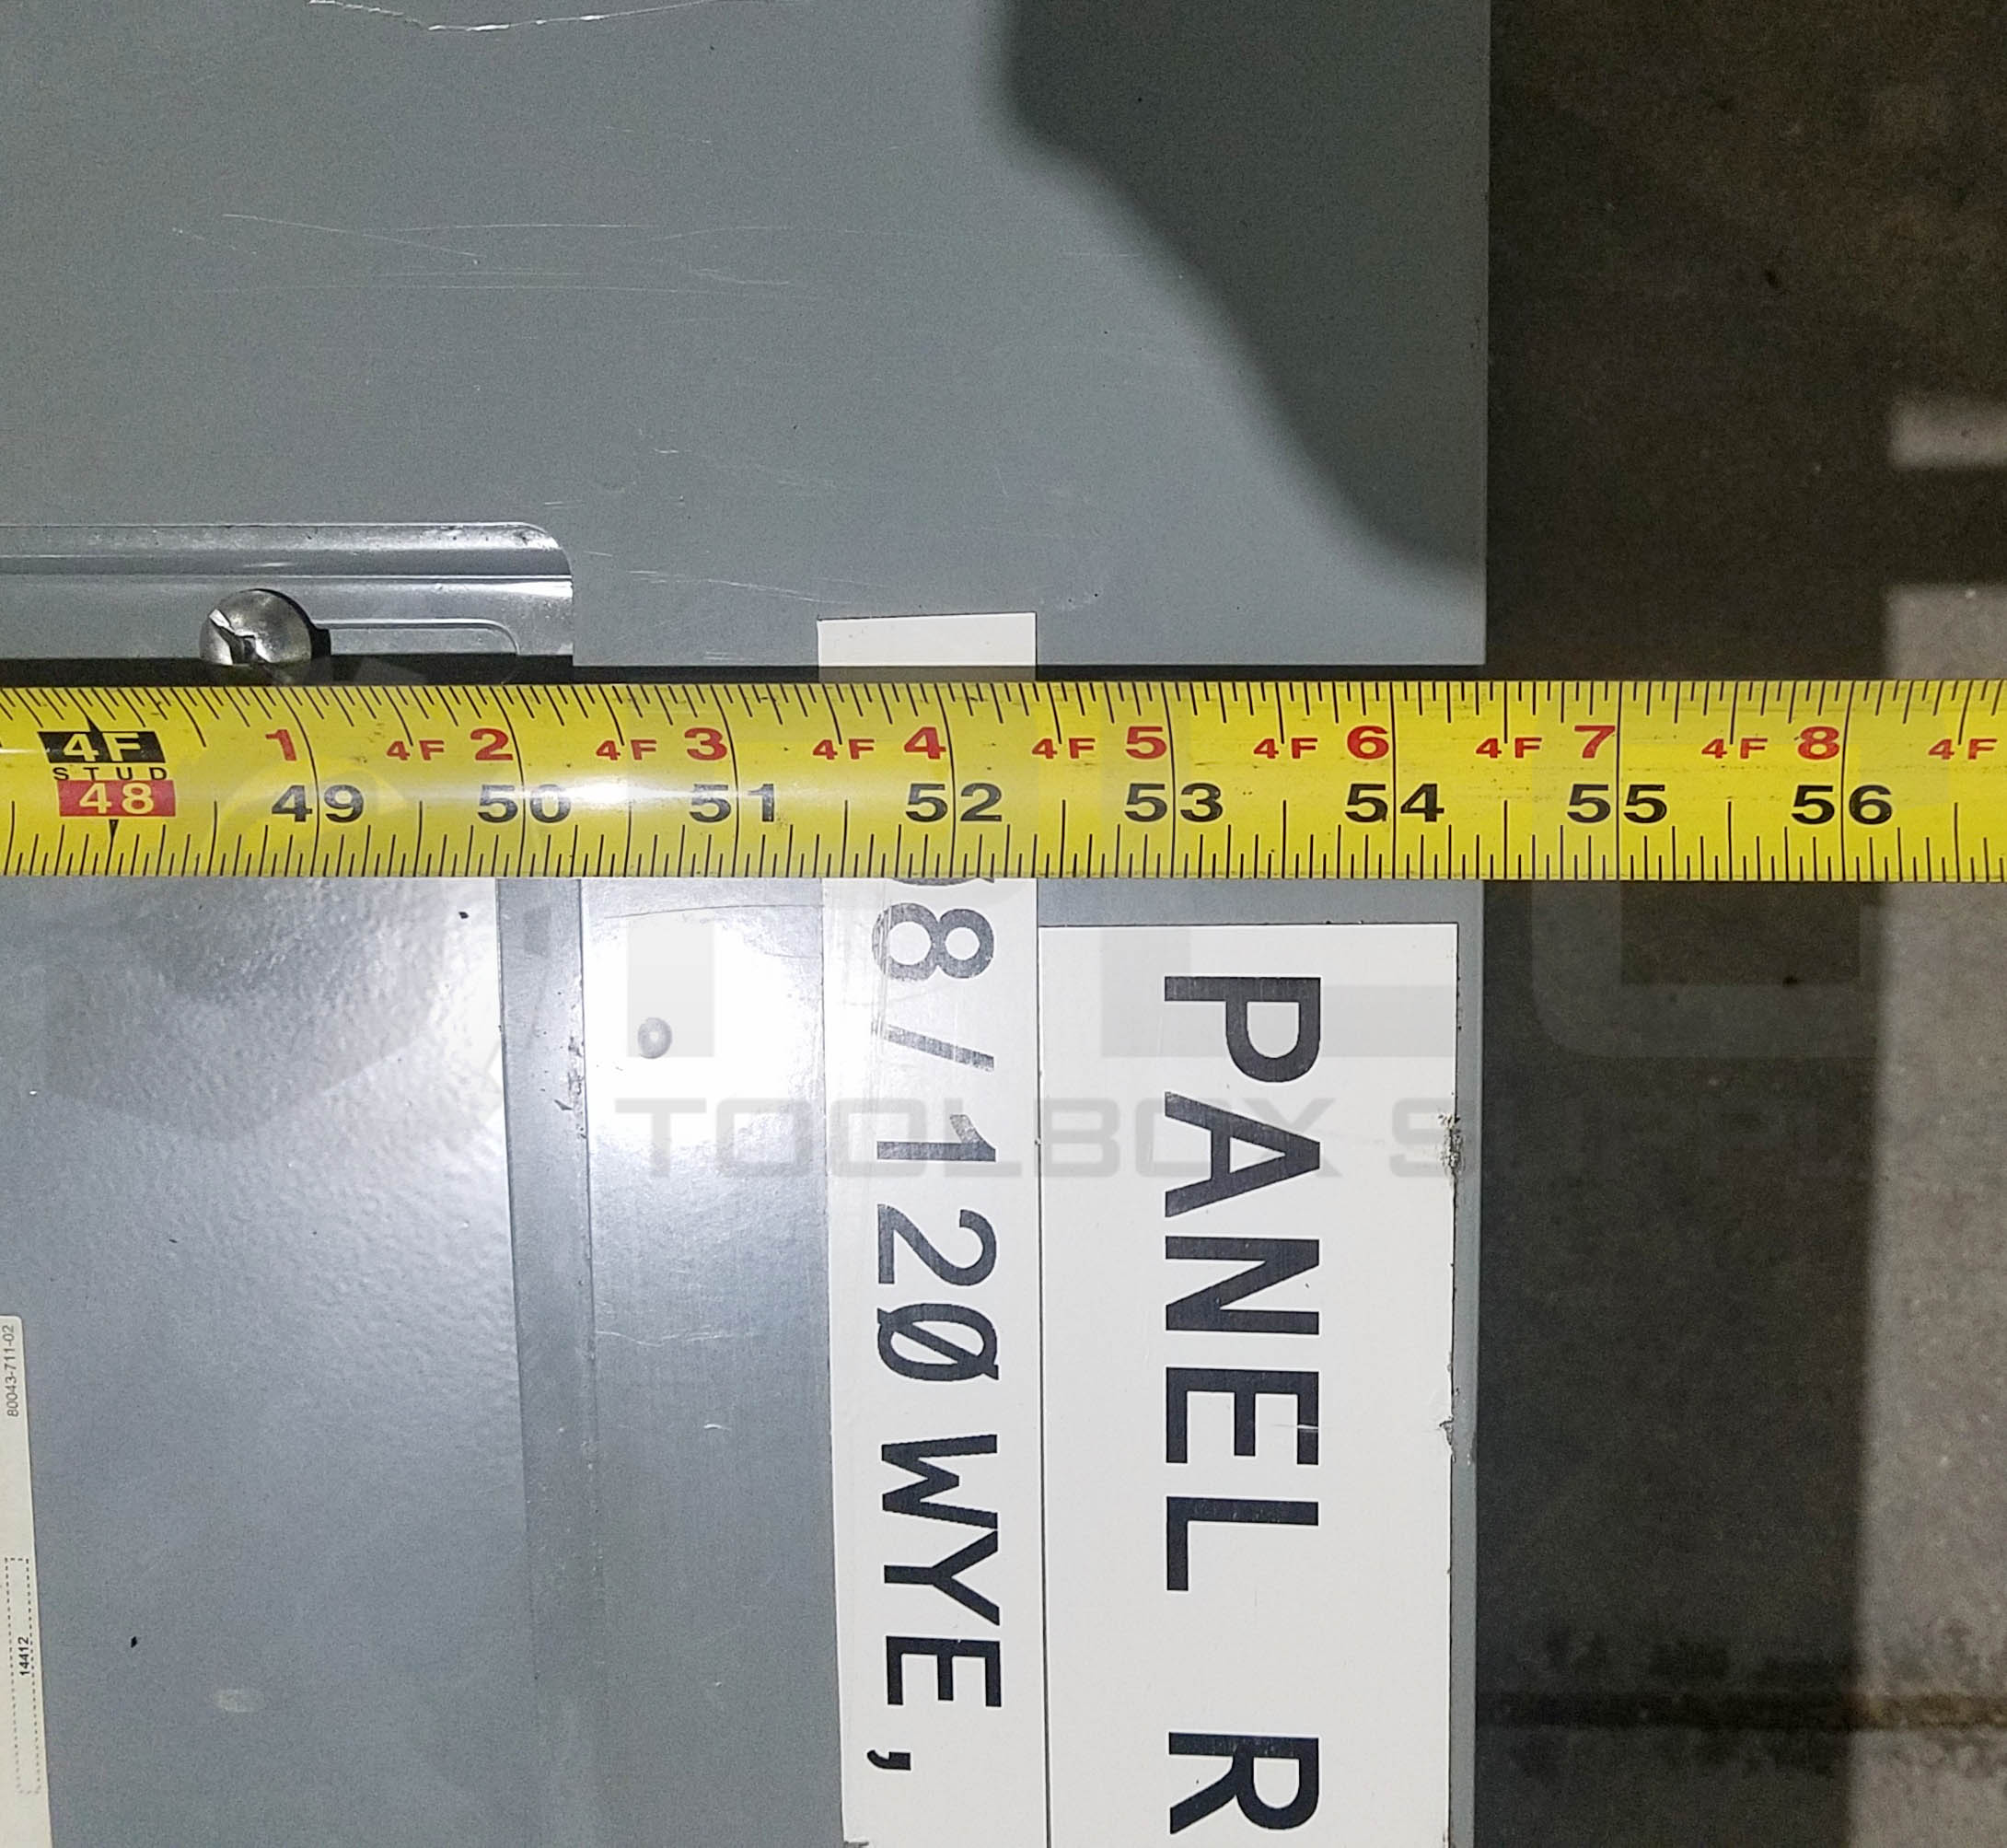 1 4F 2 4F 3 4F 4 4F 5 4F 6 4F 7 4F 8 4F
4F
STUD
48 49 50 51 52 53 54 55 56
PANEL R
8/120 WYE,
80043-711-02
14412
TOOLBOX SUPPLY